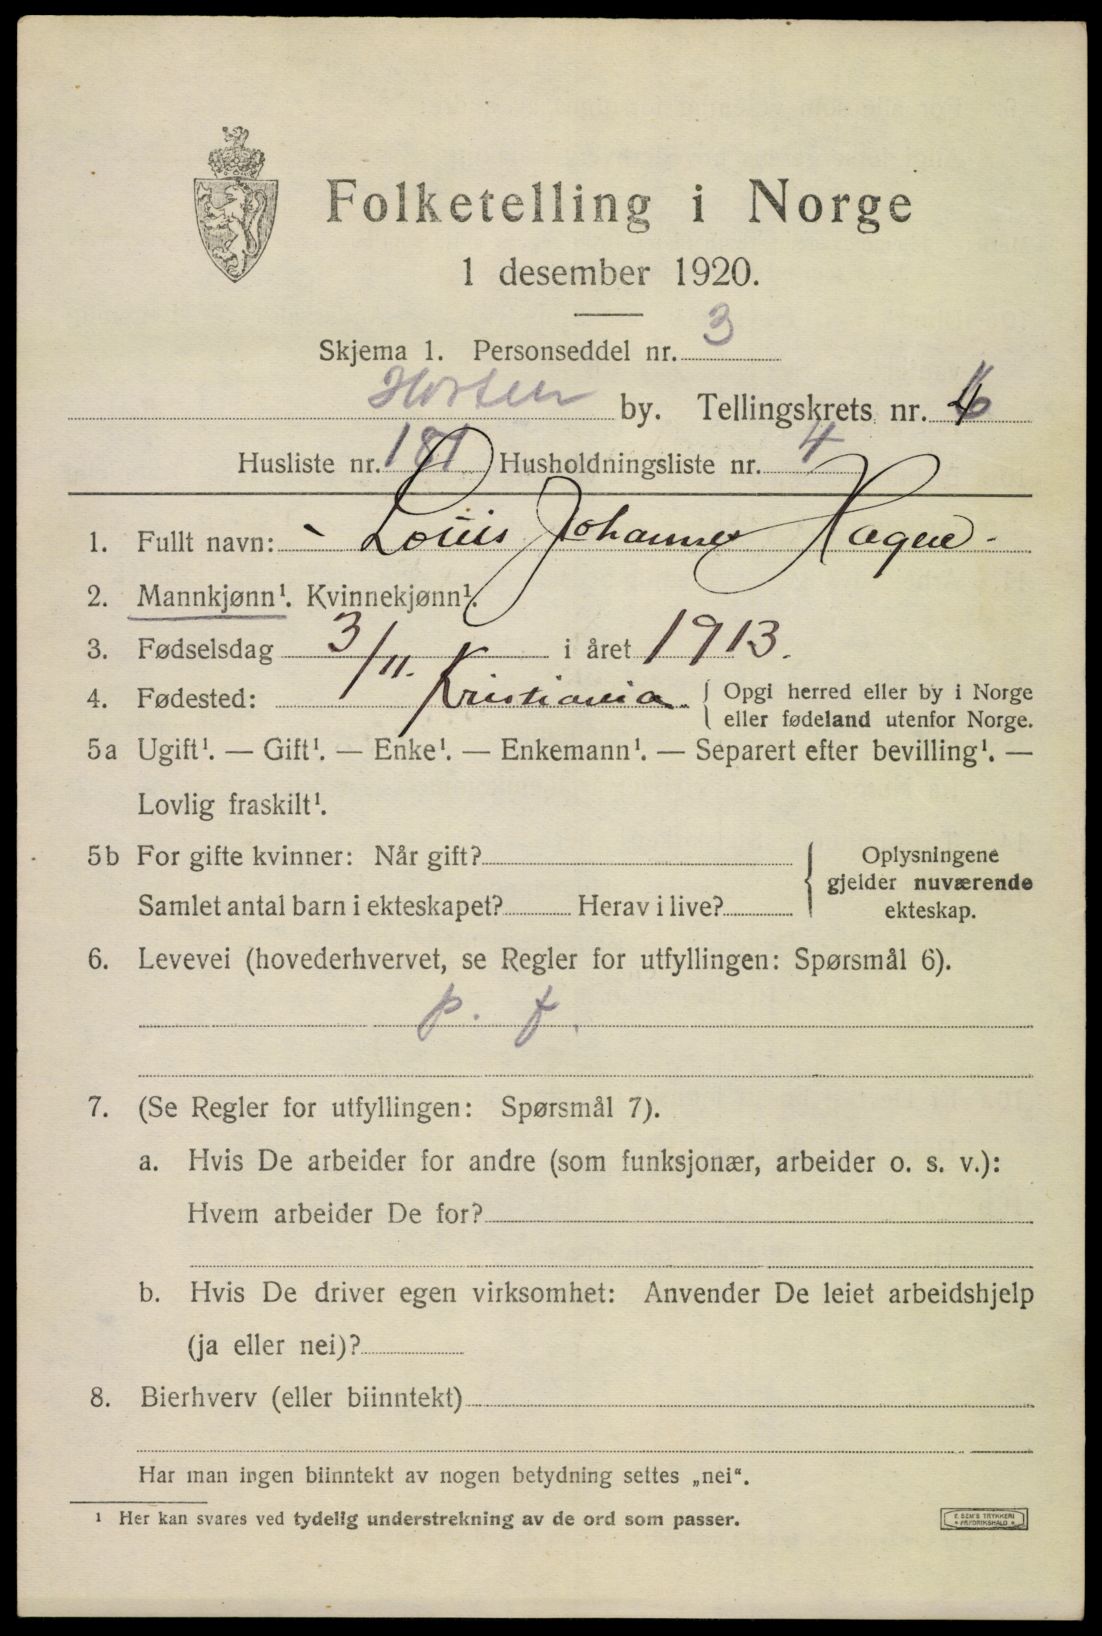 Folketelling i Norge
1 desember 1920.
Skjema 1. Personseddel nr. 3
Horten by. Tellingskrets nr. 4
Husliste nr. 181 Husholdningsliste nr. 4
1. Fullt navn: Louis Johannes Hagen
2. Mannkjønn¹. Kvinnekjønn¹.
3. Fødselsdag 3/11. i året 1913.
4. Fødested: Kristiania { Opgi herred eller by i Norge
eller fødeland utenfor Norge.
5a Ugift¹. — Gift¹. — Enke¹. — Enkemann¹. — Separert efter bevilling¹. —
Lovlig fraskilt¹.
5b For gifte kvinner: Når gift? { Oplysningene
gjelder nuværende
Samlet antal barn i ekteskapet? Herav i live? ekteskap.
6. Levevei (hovederhvervet, se Regler for utfyllingen: Spørsmål 6).
p. f.
7. (Se Regler for utfyllingen: Spørsmål 7).
a. Hvis De arbeider for andre (som funksjonær, arbeider o. s. v.):
Hvem arbeider De for?
b. Hvis De driver egen virksomhet: Anvender De leiet arbeidshjelp
(ja eller nei)?
8. Bierhverv (eller biinntekt)
Har man ingen biinntekt av nogen betydning settes „nei“.
¹ Her kan svares ved tydelig understrekning av de ord som passer.
E. SEM'S TRYKKERI
FREDRIKSHALD